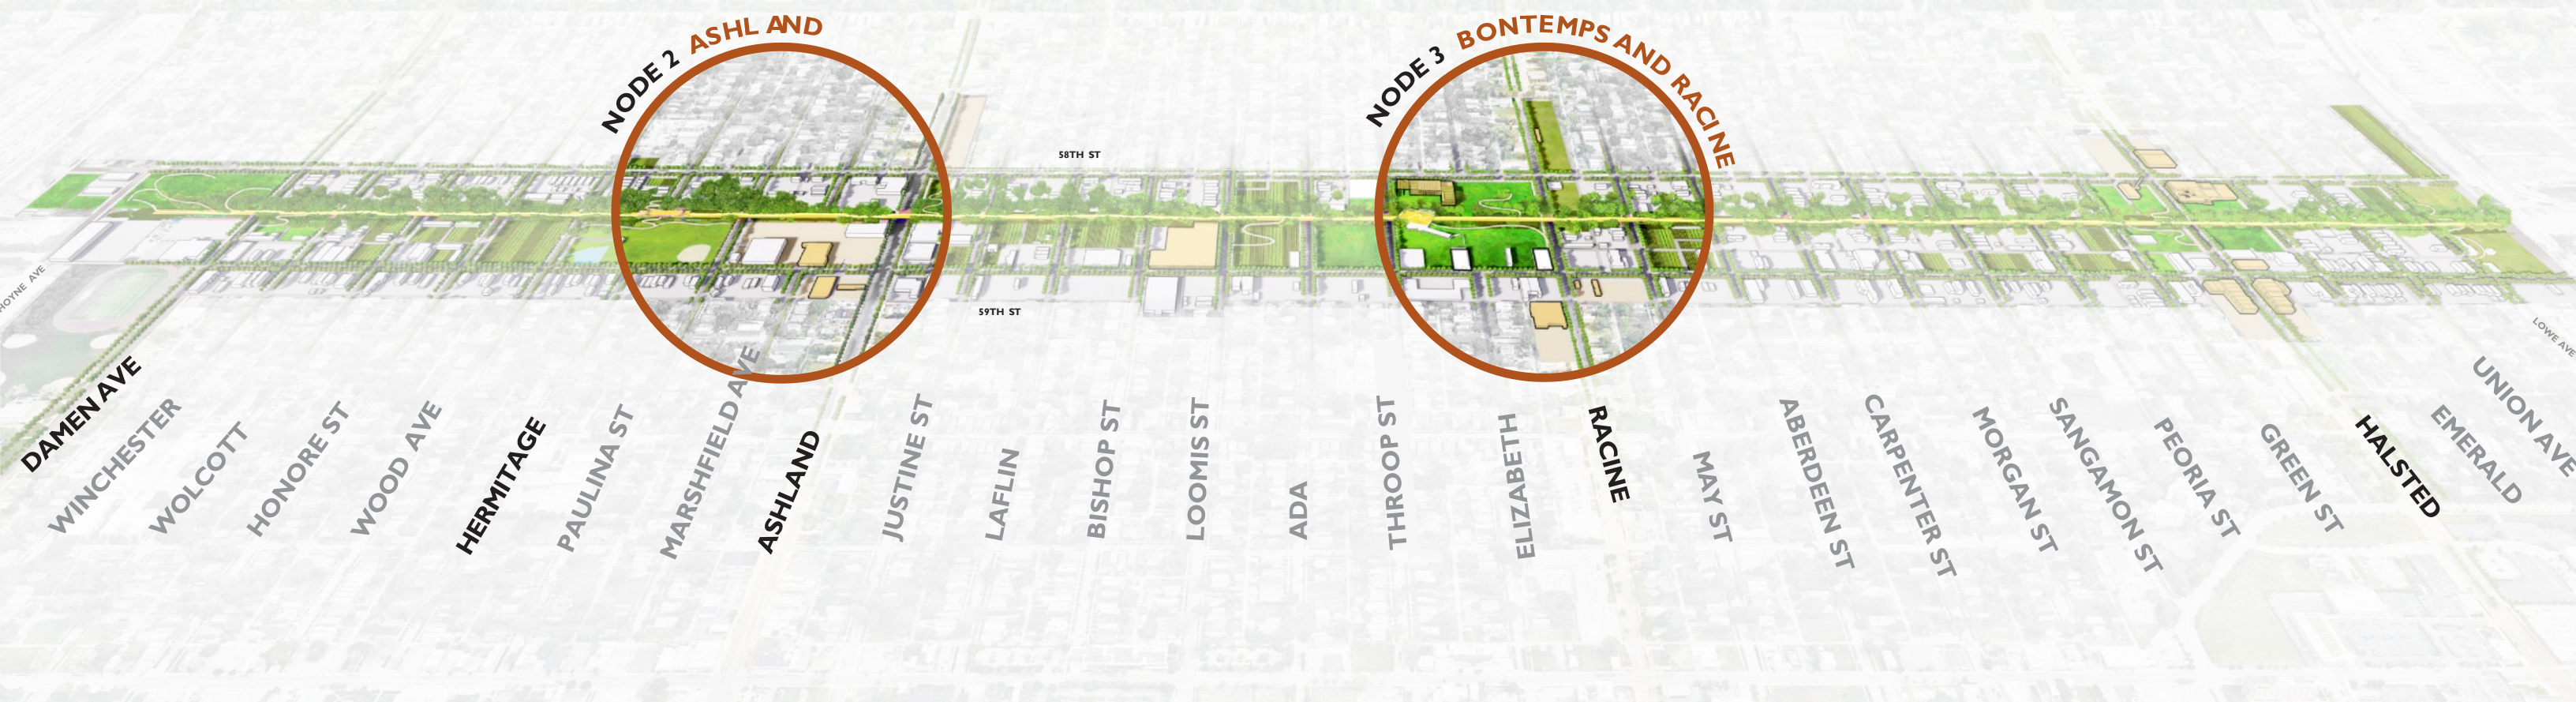 NODE 2 ASHLAND
NODE 3 BONTEMPS AND RACINE
58TH ST
59TH ST
HOYNE AVE
DAMEN AVE
WINCHESTER
WOLCOTT
HONORE ST
WOOD AVE
HERMITAGE
PAULINA ST
MARSHFIELD AVE
ASHLAND
JUSTINE ST
LAFLIN
BISHOP ST
LOOMIS ST
ADA
THROOP ST
ELIZABETH
RACINE
MAY ST
ABERDEEN ST
CARPENTER ST
MORGAN ST
SANGAMON ST
PEORIA ST
GREEN ST
HALSTED
EMERALD
UNION AVE
LOWE AVE